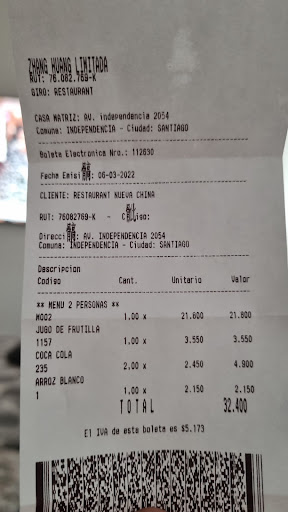 ZHANG HUANG LIMITADA
RUT: 76.082.769-K
GIRO: RESTAURANT
CASA MATRIZ: AV. independencia 2054
Comuna: INDEPENDENCIA - Ciudad: SANTIAGO
Boleta Electronica Nro.: 112630
Fecha Emisi : 06-03-2022
CLIENTE: RESTAURANT NUEVA CHINA
RUT: 76082769-K - C igo:
Direcci : AV. INDEPENDENCIA 2054
Comuna: INDEPENDENCIA - Ciudad: SANTIAGO
Descripcion
Codigo Cant. Unitario Valor
** MENU 2 PERSONAS **
M002 1.00 x 21.800 21.800
JUGO DE FRUTILLA
1157 1.00 x 3.550 3.550
COCA COLA
235 2.00 x 2.450 4.900
ARROZ BLANCO
1 1.00 x 2.150 2.150
TOTAL 32.400
El IVA de esta boleta es $5.173